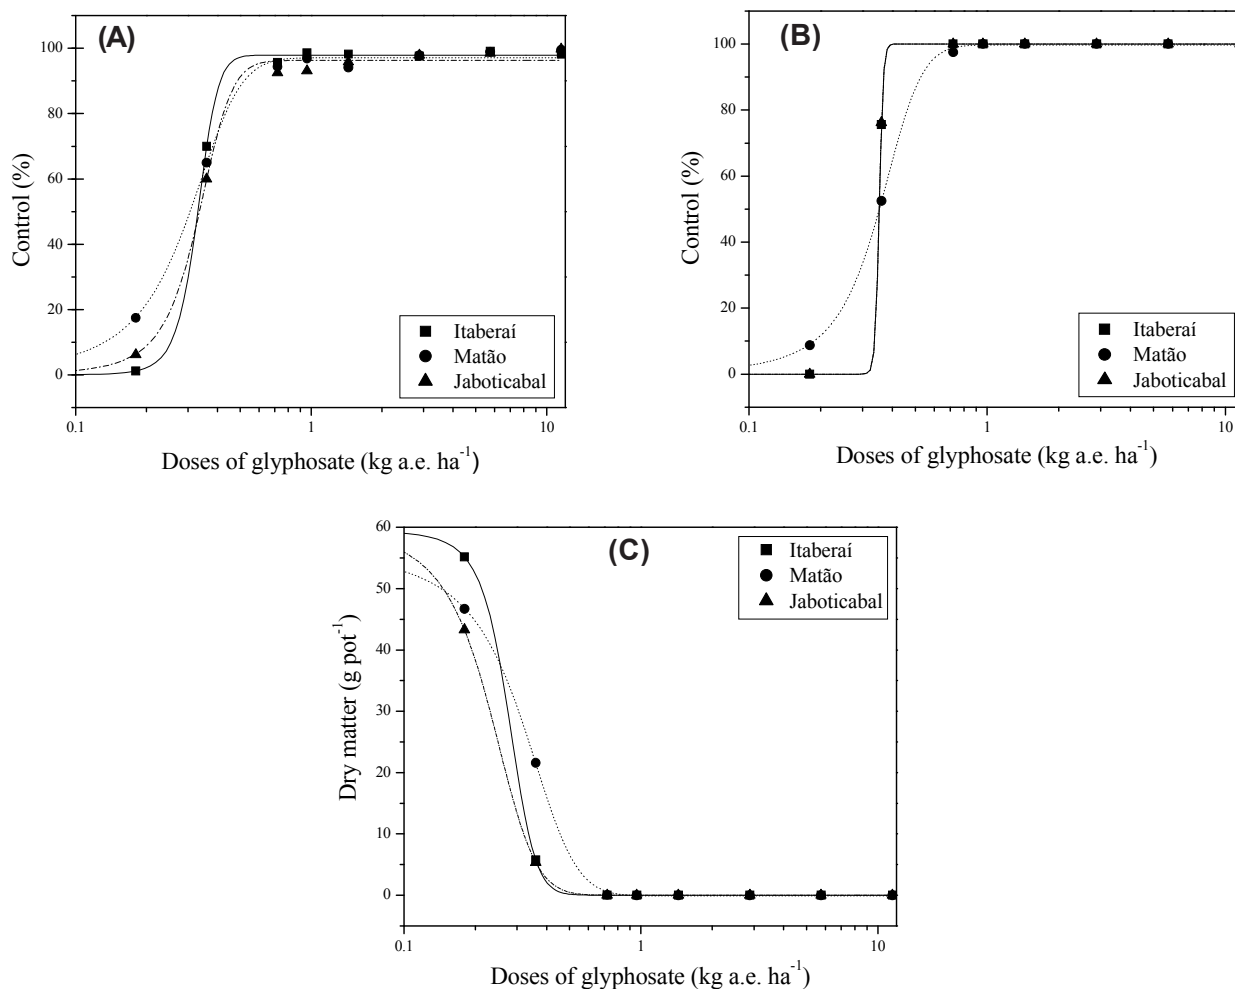 (A)
Control (%)
100
80
60
40
20
0
Itaberaí
Matão
Jaboticabal
0.1
1
10
Doses of glyphosate (kg a.e. ha⁻¹)
(B)
Control (%)
100
80
60
40
20
0
Itaberaí
Matão
Jaboticabal
0.1
1
10
Doses of glyphosate (kg a.e. ha⁻¹)
(C)
Dry matter (g pot⁻¹)
60
50
40
30
20
10
0
Itaberaí
Matão
Jaboticabal
0.1
1
10
Doses of glyphosate (kg a.e. ha⁻¹)